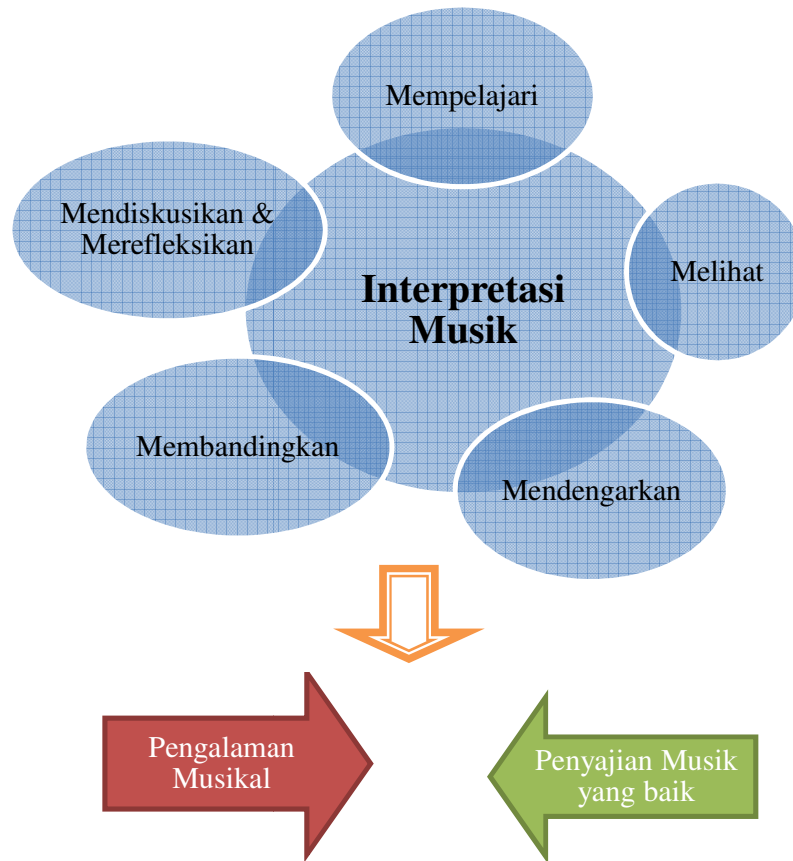 Mempelajari
Mendiskusikan &
Merefleksikan
Melihat
Interpretasi
Musik
Membandingkan
Mendengarkan
Pengalaman
Musikal
Penyajian Musik
yang baik